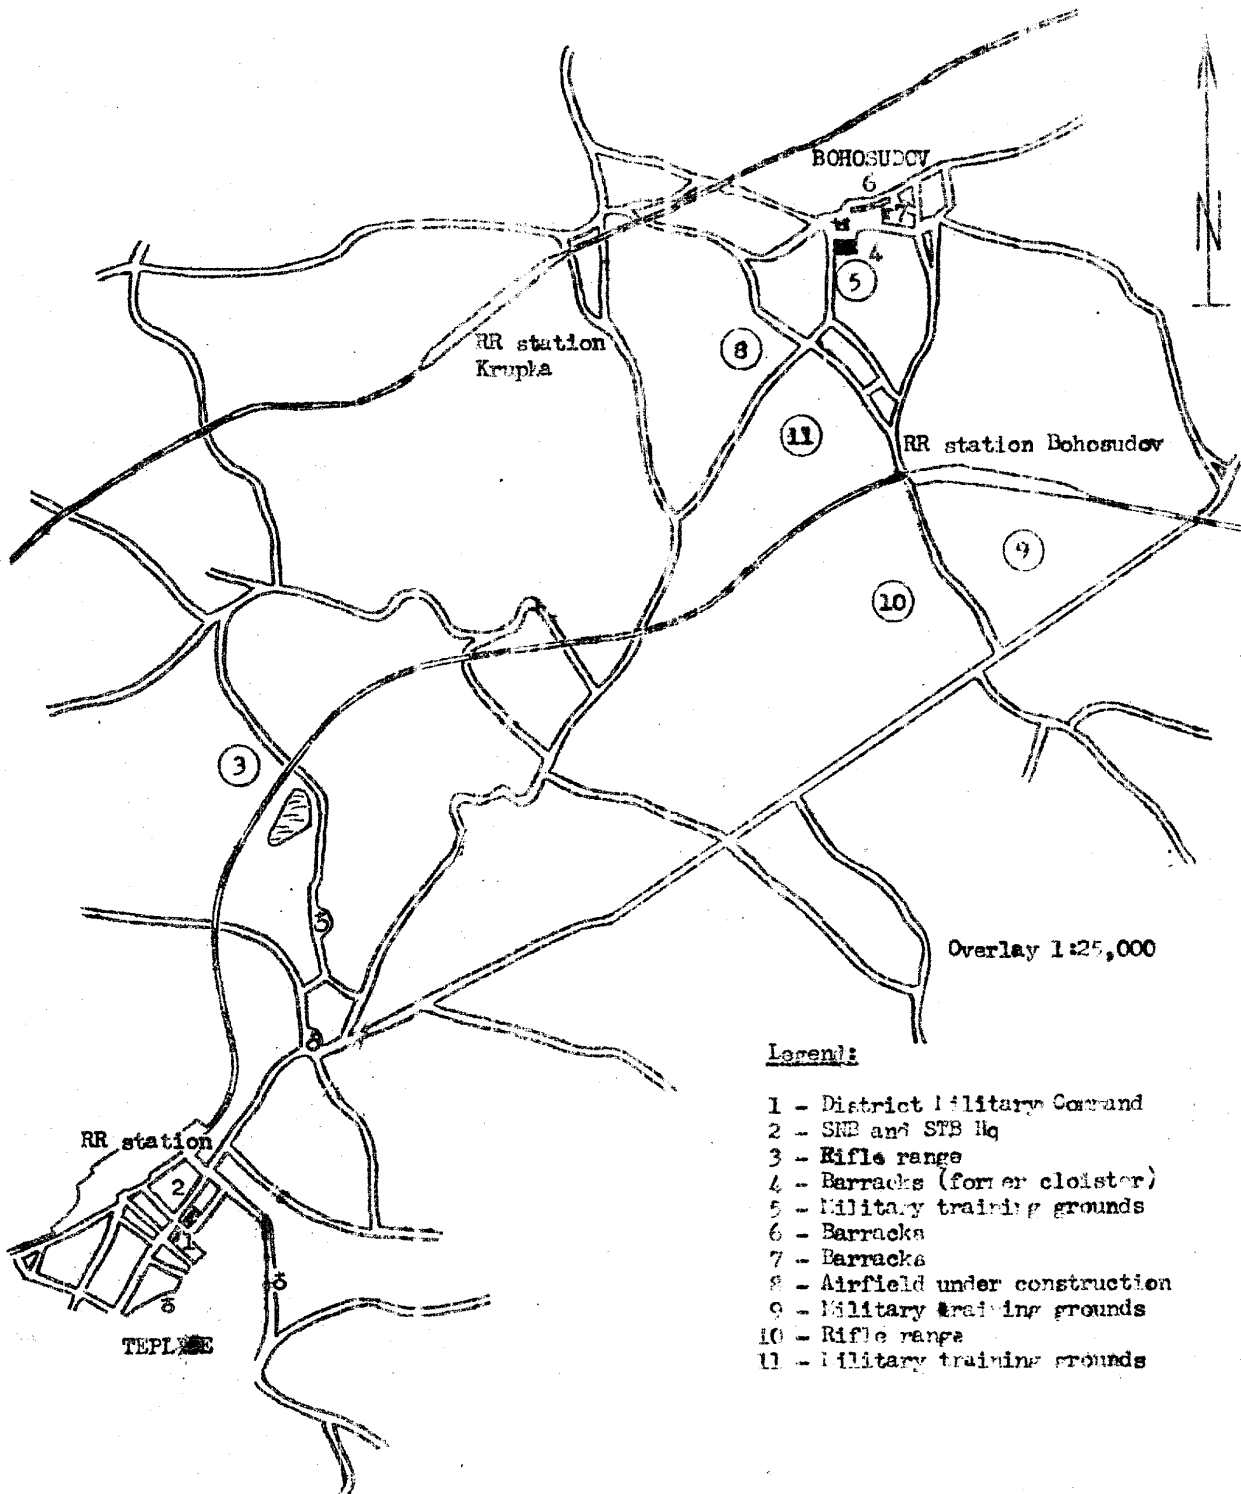 N
BOHOSUDOV
6
7
4
5
RR station
Krupka
8
11
RR station Bohosudov
9
10
3
Overlay 1:25,000
RR station
2
1
TEPL
Legend:
1 - District Military Command
2 - SNB and STB Hq
3 - Rifle range
4 - Barracks (former cloister)
5 - Military training grounds
6 - Barracks
7 - Barracks
8 - Airfield under construction
9 - Military training grounds
10 - Rifle range
11 - Military training grounds